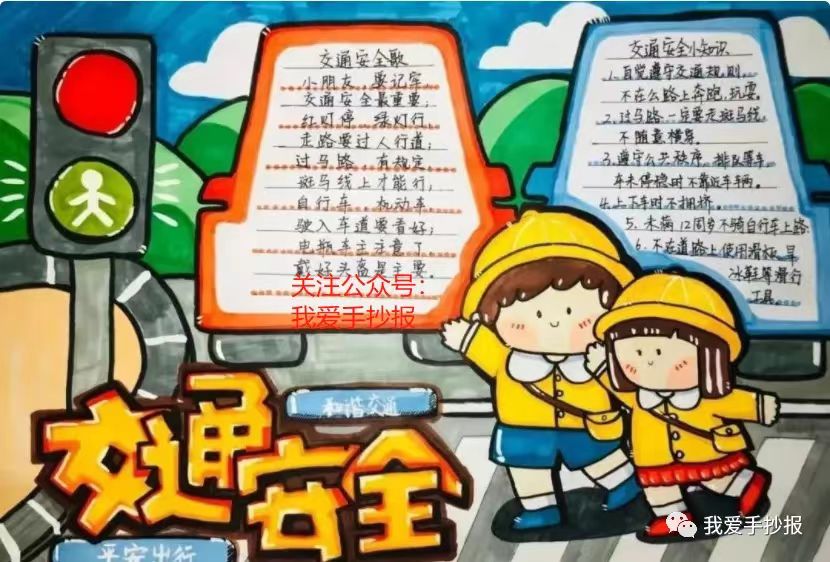 交通安全歌
小朋友，要记牢，
交通安全最重要；
红灯停，绿灯行，
走路要过人行道；
过马路，有规定，
斑马线上才能行；
自行车，机动车，
驶入车道要看好；
电瓶车主注意了，
戴好头盔是主要。
关注公众号：
我爱手抄报
交通安全小知识
1.自觉遵守交通规则，
不在公路上奔跑，玩耍。
2.过马路一定要走斑马线，
不随意横穿。
3.遵守公共秩序，排队等车
车未停稳时不靠近车辆。
4.上下车时不拥挤。
5.未满12周岁不骑自行车上路
6.不在道路上使用滑板、旱
冰鞋等滑行
工具。
和谐交通
交通安全
平安出行
我爱手抄报